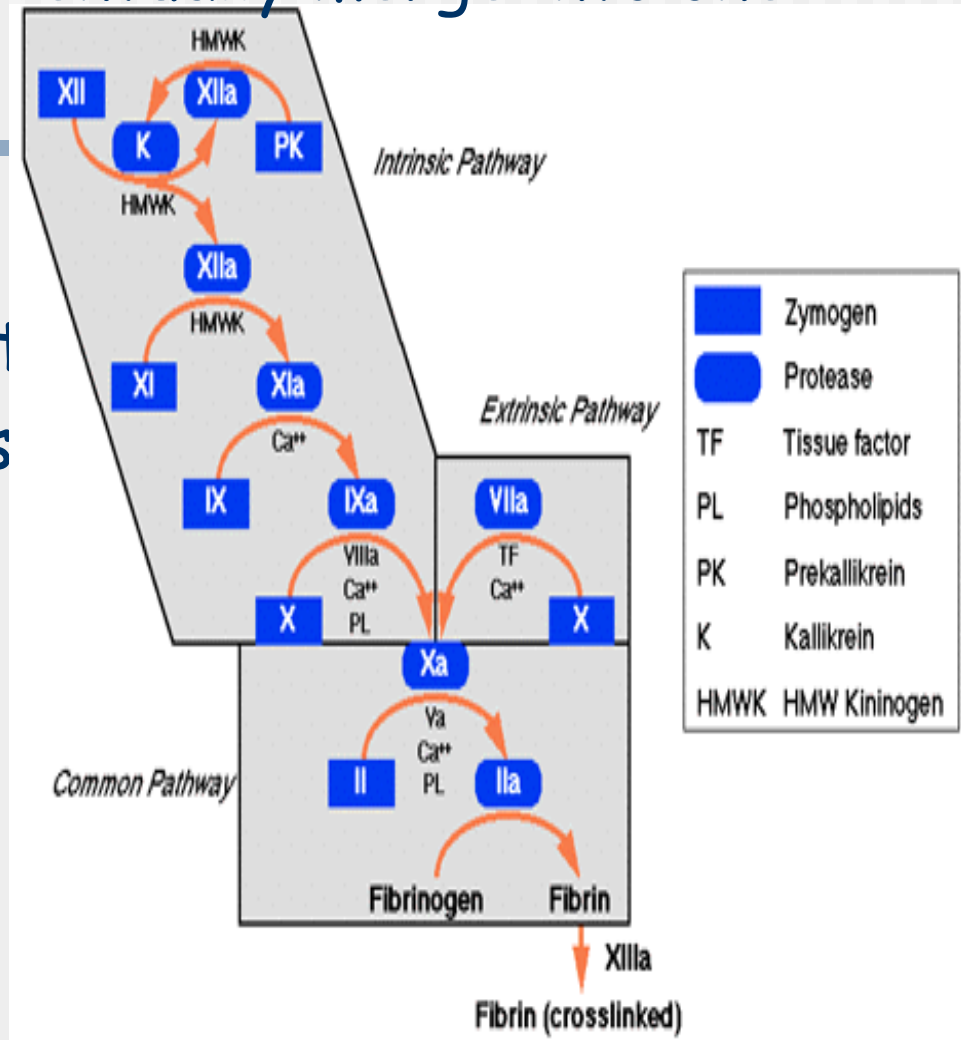 HMWK
XII
XIIa
K
PK
Intrinsic Pathway
HMWK
XIIa
HMWK
XI
XIa
Extrinsic Pathway
Ca++
IX
IXa
VIIa
VIIIa
Ca++
PL
TF
Ca++
X
X
Xa
Va
Ca++
PL
II
IIa
Common Pathway
Fibrinogen
Fibrin
XIIIa
Fibrin (crosslinked)
Zymogen
Protease
TF Tissue factor
PL Phospholipids
PK Prekallikrein
K Kallikrein
HMWK HMW Kininogen